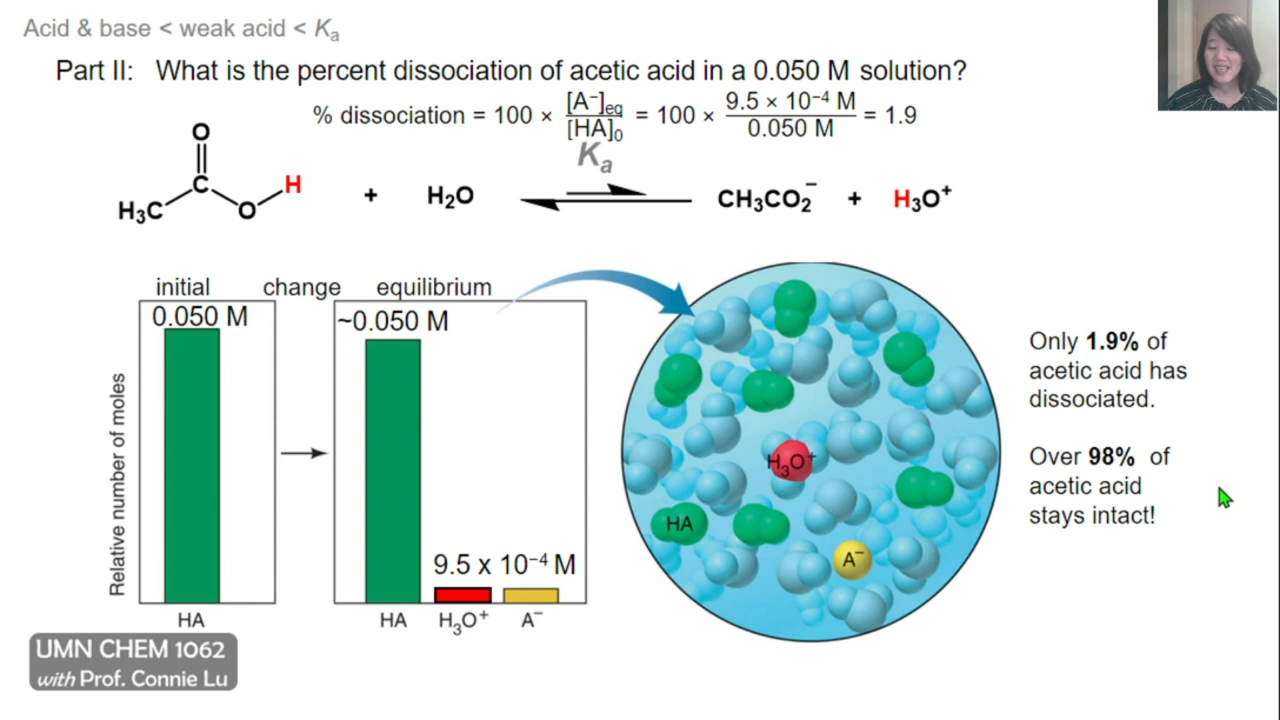 Acid & base < weak acid < Kₐ
Part II: What is the percent dissociation of acetic acid in a 0.050 M solution?
% dissociation = 100 × [A⁻]eq / [HA]₀ = 100 × 9.5 × 10⁻⁴ M / 0.050 M = 1.9
Kₐ
O
C
H₃C
O
H
+ H₂O
CH₃CO₂⁻ + H₃O⁺
initial change equilibrium
0.050 M
~0.050 M
9.5 x 10⁻⁴ M
Relative number of moles
HA
HA H₃O⁺ A⁻
H₃O⁺
HA
A⁻
Only 1.9% of
acetic acid has
dissociated.
Over 98% of
acetic acid
stays intact!
UMN CHEM 1062
with Prof. Connie Lu